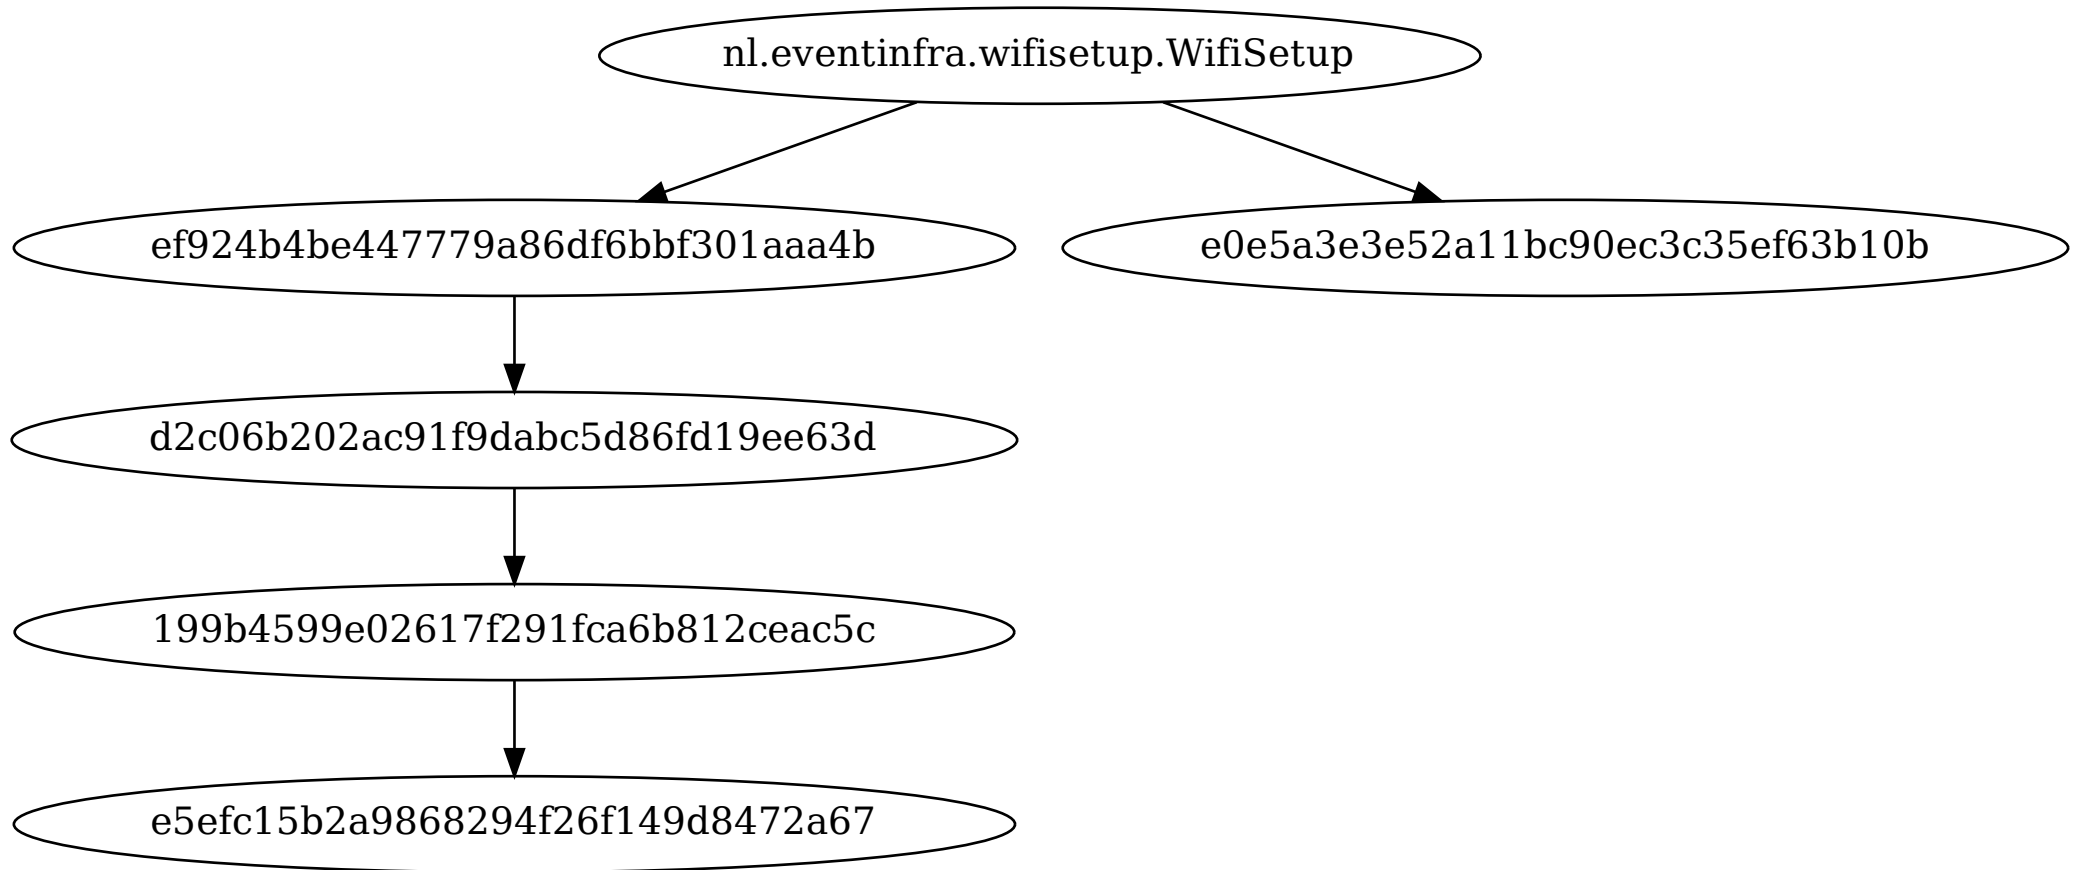 nl.eventinfra.wifisetup.WifiSetup
ef924b4be447779a86df6bbf301aaa4b
e0e5a3e3e52a11bc90ec3c35ef63b10b
d2c06b202ac91f9dabc5d86fd19ee63d
199b4599e02617f291fca6b812ceac5c
e5efc15b2a9868294f26f149d8472a67